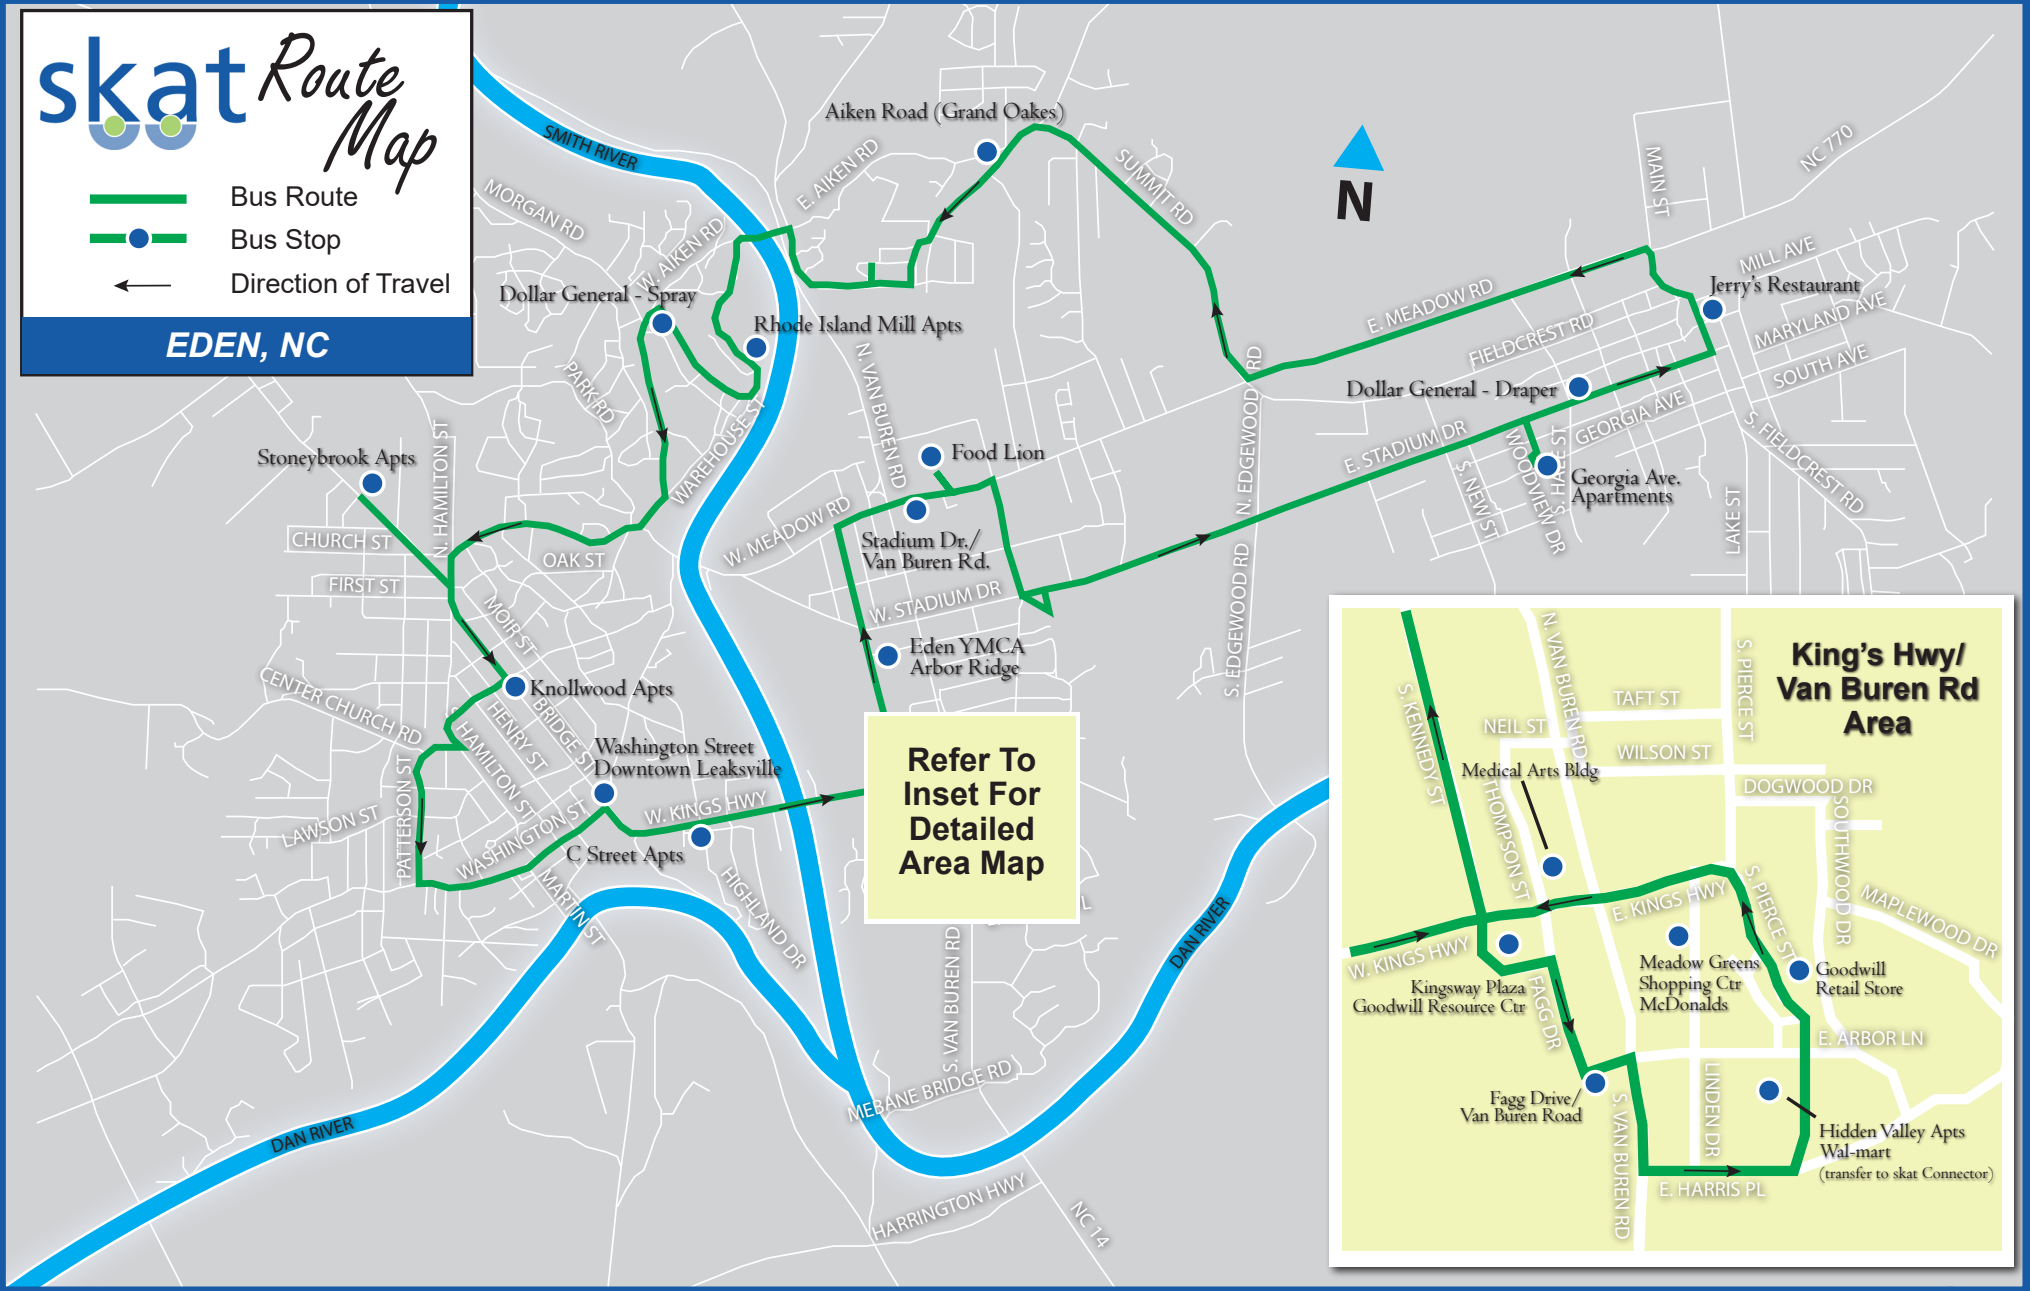 skat Route
Map
Bus Route
Bus Stop
Direction of Travel
EDEN, NC
SMITH RIVER
MORGAN RD
W. AIKEN RD
E. AIKEN RD
Aiken Road (Grand Oakes)
SUMMIT RD
N
MAIN ST
NC 770
MILL AVE
Jerry's Restaurant
MARYLAND AVE
SOUTH AVE
E. MEADOW RD
FIELDCREST RD
Dollar General - Draper
GEORGIA AVE
S. FIELDCREST RD
E. STADIUM DR
S. NEW ST
WOODVIEW DR
S. HALE ST
Georgia Ave.
Apartments
LAKE ST
N. EDGEWOOD RD
S. EDGEWOOD RD
Dollar General - Spray
Rhode Island Mill Apts
PARK RD
WAREHOUSE ST
N. VAN BUREN RD
Food Lion
W. MEADOW RD
Stadium Dr./
Van Buren Rd.
W. STADIUM DR
Eden YMCA
Arbor Ridge
Stoneybrook Apts
N. HAMILTON ST
CHURCH ST
FIRST ST
OAK ST
MOIR ST
Knollwood Apts
CENTER CHURCH RD
S. HAMILTON ST
HENRY ST
BRIDGE ST
Washington Street
Downtown Leaksville
PATTERSON ST
LAWSON ST
WASHINGTON ST
W. KINGS HWY
C Street Apts
MARTIN ST
HIGHLAND DR
Refer To
Inset For
Detailed
Area Map
L
DAN RIVER
S. VAN BUREN RD
MEBANE BRIDGE RD
DAN RIVER
HARRINGTON HWY
NC 14
King's Hwy/
Van Buren Rd
Area
S. KENNEDY ST
N. VAN BUREN RD
S. PIERCE ST
TAFT ST
NEIL ST
WILSON ST
Medical Arts Bldg
DOGWOOD DR
THOMPSON ST
SOUTHWOOD DR
MAPLEWOOD DR
E. KINGS HWY
S. PIERCE ST
W. KINGS HWY
Kingsway Plaza
Goodwill Resource Ctr
FAGG DR
Meadow Greens
Shopping Ctr
McDonalds
Goodwill
Retail Store
E. ARBOR LN
Fagg Drive/
Van Buren Road
S. VAN BUREN RD
LINDEN DR
Hidden Valley Apts
Wal-mart
(transfer to skat Connector)
E. HARRIS PL